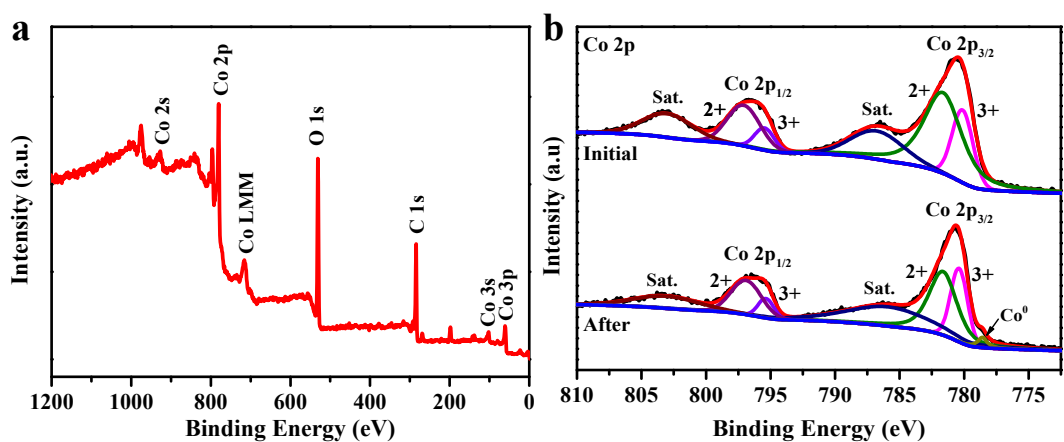 a
Intensity (a.u.)
Co 2s
Co 2p
Co LMM
O 1s
C 1s
Co 3s
Co 3p
1200 1000 800 600 400 200 0
Binding Energy (eV)
b
Intensity (a.u)
Co 2p
Sat.
2+
Co 2p1/2
3+
Sat.
2+
Co 2p3/2
3+
Initial
Sat.
2+
Co 2p1/2
3+
Sat.
2+
Co 2p3/2
3+
Co⁰
After
810 805 800 795 790 785 780 775
Binding Energy (eV)